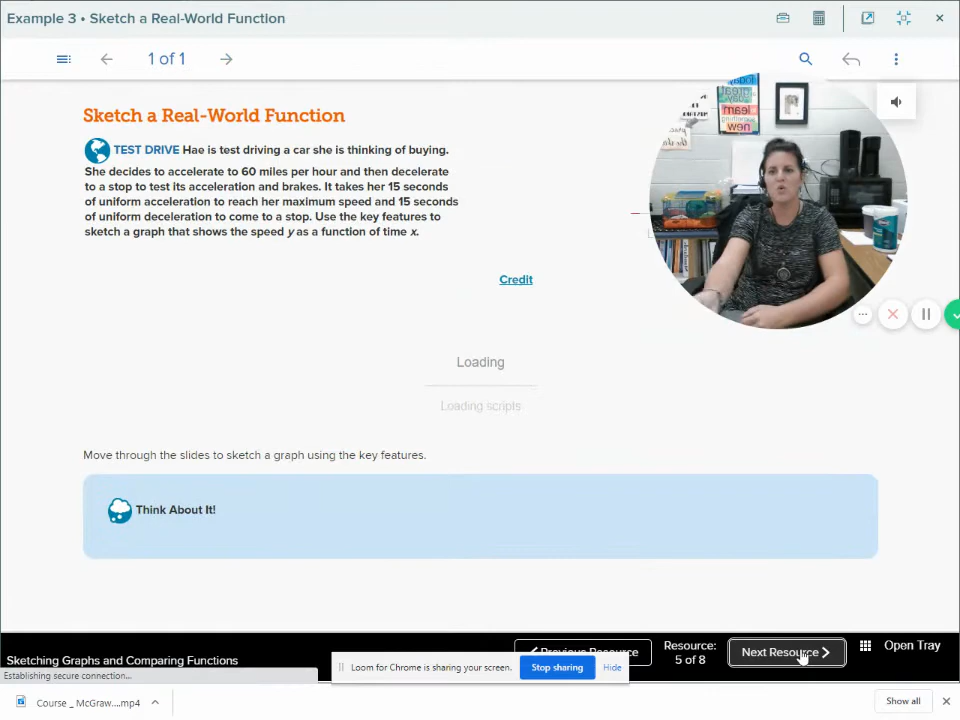 Example 3 • Sketch a Real-World Function
1 of 1
Sketch a Real-World Function
TEST DRIVE Hae is test driving a car she is thinking of buying.
She decides to accelerate to 60 miles per hour and then decelerate
to a stop to test its acceleration and brakes. It takes her 15 seconds
of uniform acceleration to reach her maximum speed and 15 seconds
of uniform deceleration to come to a stop. Use the key features to
sketch a graph that shows the speed y as a function of time x.
today
great
day
learn
something
new
Credit
Loading
Loading scripts
Move through the slides to sketch a graph using the key features.
Think About It!
Sketching Graphs and Comparing Functions
Previous Resource
Resource:
5 of 8
Next Resource
Open Tray
Establishing secure connection...
Loom for Chrome is sharing your screen.
Stop sharing
Hide
Course _ McGraw....mp4
Show all